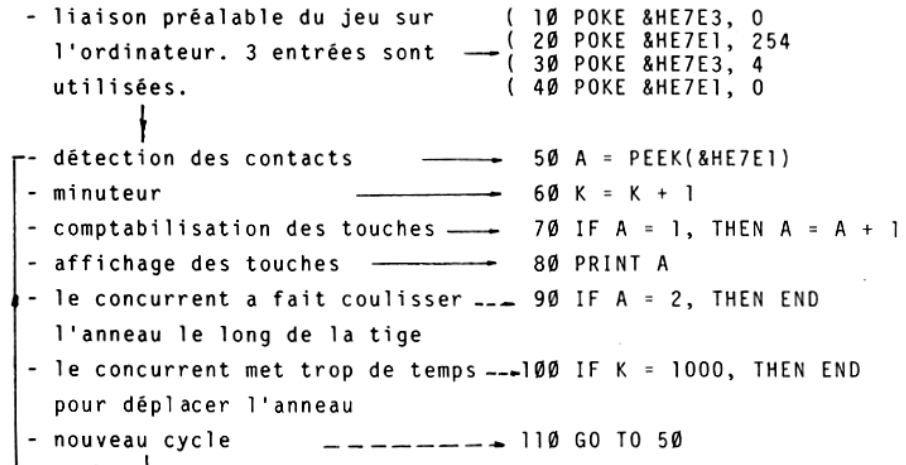 - liaison préalable du jeu sur ( 10 POKE &HE7E3, 0
l'ordinateur. 3 entrées sont ( 20 POKE &HE7E1, 254
( 30 POKE &HE7E3, 4
utilisées. ( 40 POKE &HE7E1, 0
- détection des contacts 50 A = PEEK(&HE7E1)
- minuteur 60 K = K + 1
- comptabilisation des touches 70 IF A = 1, THEN A = A + 1
- affichage des touches 80 PRINT A
- le concurrent a fait coulisser 90 IF A = 2, THEN END
l'anneau le long de la tige
- le concurrent met trop de temps 100 IF K = 1000, THEN END
pour déplacer l'anneau
- nouveau cycle 110 GO TO 50